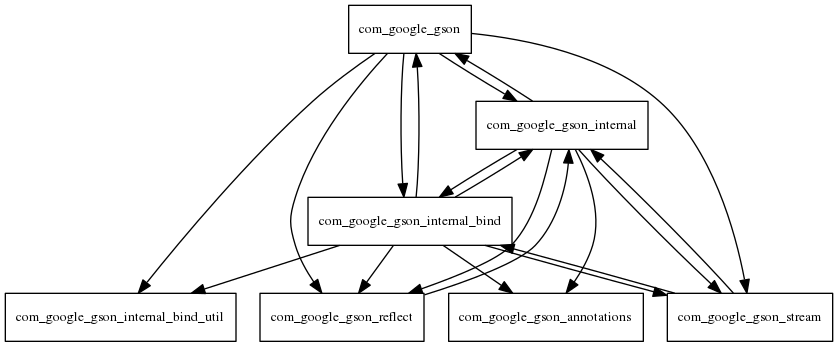 com_google_gson
com_google_gson_internal
com_google_gson_internal_bind
com_google_gson_internal_bind_util
com_google_gson_reflect
com_google_gson_annotations
com_google_gson_stream